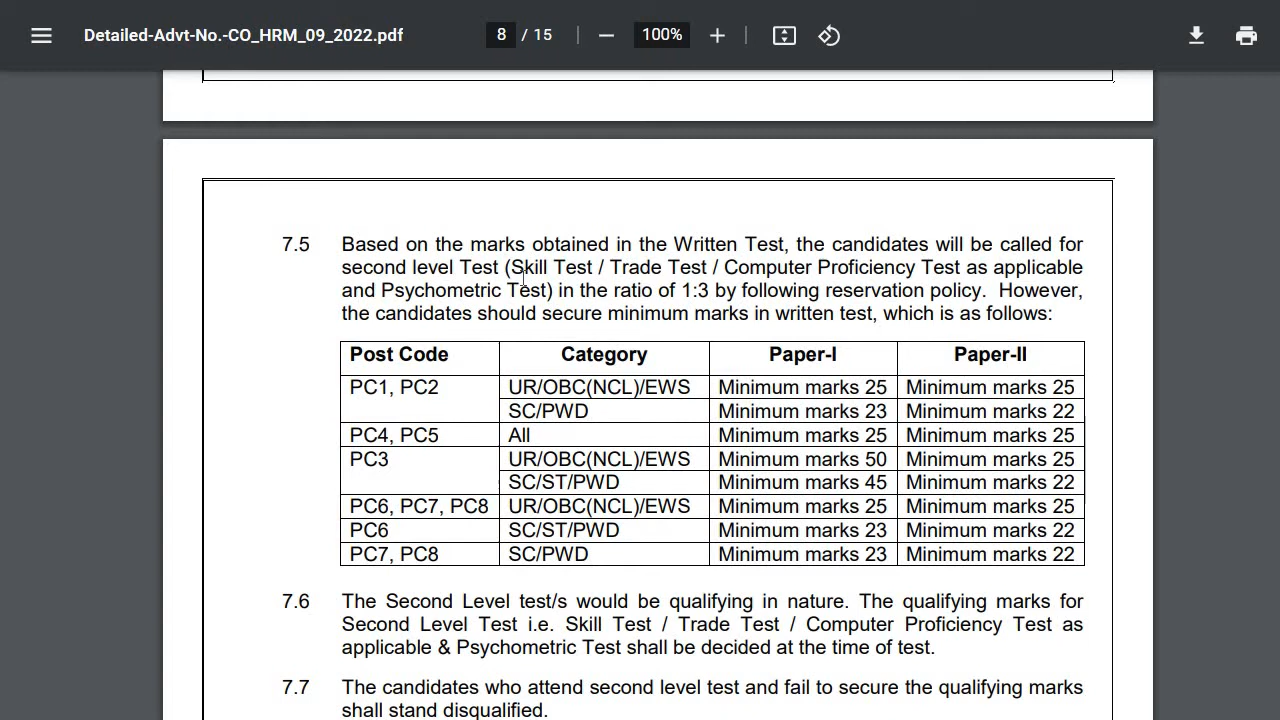 Detailed-Advt-No.-CO_HRM_09_2022.pdf 8 / 15 100%
7.5 Based on the marks obtained in the Written Test, the candidates will be called for
second level Test (Skill Test / Trade Test / Computer Proficiency Test as applicable
and Psychometric Test) in the ratio of 1:3 by following reservation policy. However,
the candidates should secure minimum marks in written test, which is as follows:
Post Code Category Paper-I Paper-II
PC1, PC2 UR/OBC(NCL)/EWS Minimum marks 25 Minimum marks 25
SC/PWD Minimum marks 23 Minimum marks 22
PC4, PC5 All Minimum marks 25 Minimum marks 25
PC3 UR/OBC(NCL)/EWS Minimum marks 50 Minimum marks 25
SC/ST/PWD Minimum marks 45 Minimum marks 22
PC6, PC7, PC8 UR/OBC(NCL)/EWS Minimum marks 25 Minimum marks 25
PC6 SC/ST/PWD Minimum marks 23 Minimum marks 22
PC7, PC8 SC/PWD Minimum marks 23 Minimum marks 22
7.6 The Second Level test/s would be qualifying in nature. The qualifying marks for
Second Level Test i.e. Skill Test / Trade Test / Computer Proficiency Test as
applicable & Psychometric Test shall be decided at the time of test.
7.7 The candidates who attend second level test and fail to secure the qualifying marks
shall stand disqualified.